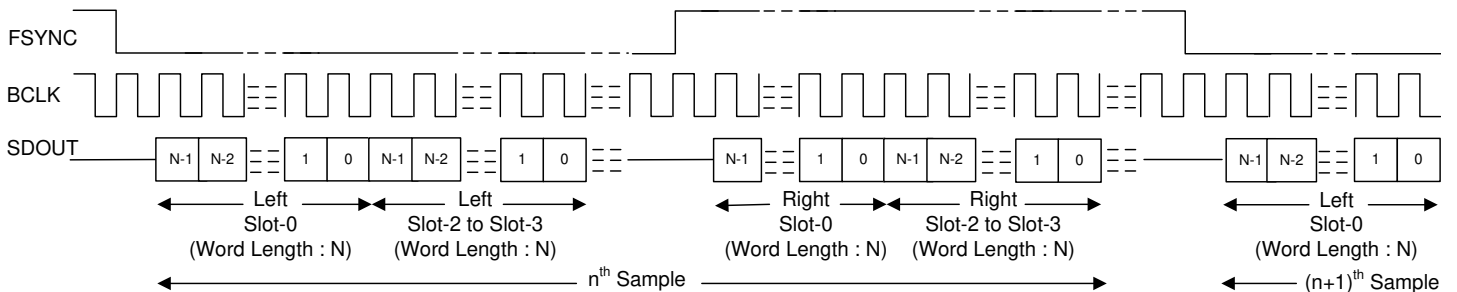 FSYNC
BCLK
SDOUT
N-1 N-2 1 0 N-1 N-2 1 0 N-1 1 0 N-1 N-2 1 0 N-1 N-2 1 0
Left Left Right Right Left
Slot-0 Slot-2 to Slot-3 Slot-0 Slot-2 to Slot-3 Slot-0
(Word Length : N) (Word Length : N) (Word Length : N) (Word Length : N) (Word Length : N)
nth Sample (n+1)th Sample